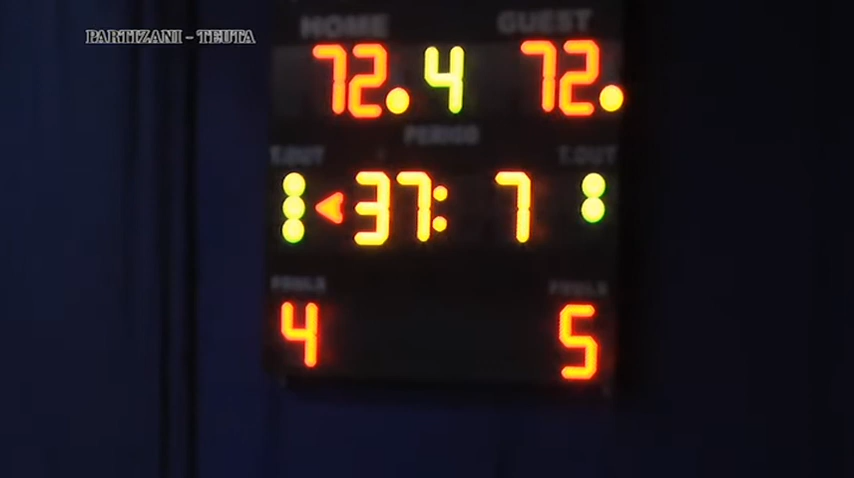 HOME GUEST
PARTIZANI - TEUTA
72. 4 72.
PERIOD
T.OUT T.OUT
37: 7
FOULS FOULS
4 5